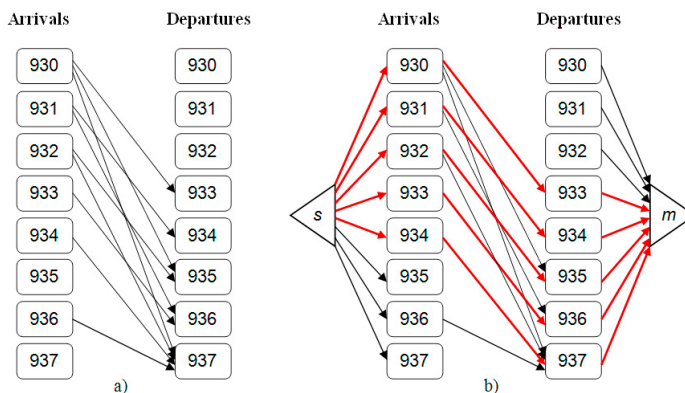 Arrivals Departures Arrivals Departures
930 930 930 930
931 931 931 931
932 932 932 932
933 933 933 933
s m
934 934 934 934
935 935 935 935
936 936 936 936
937 937 937 937
a) b)